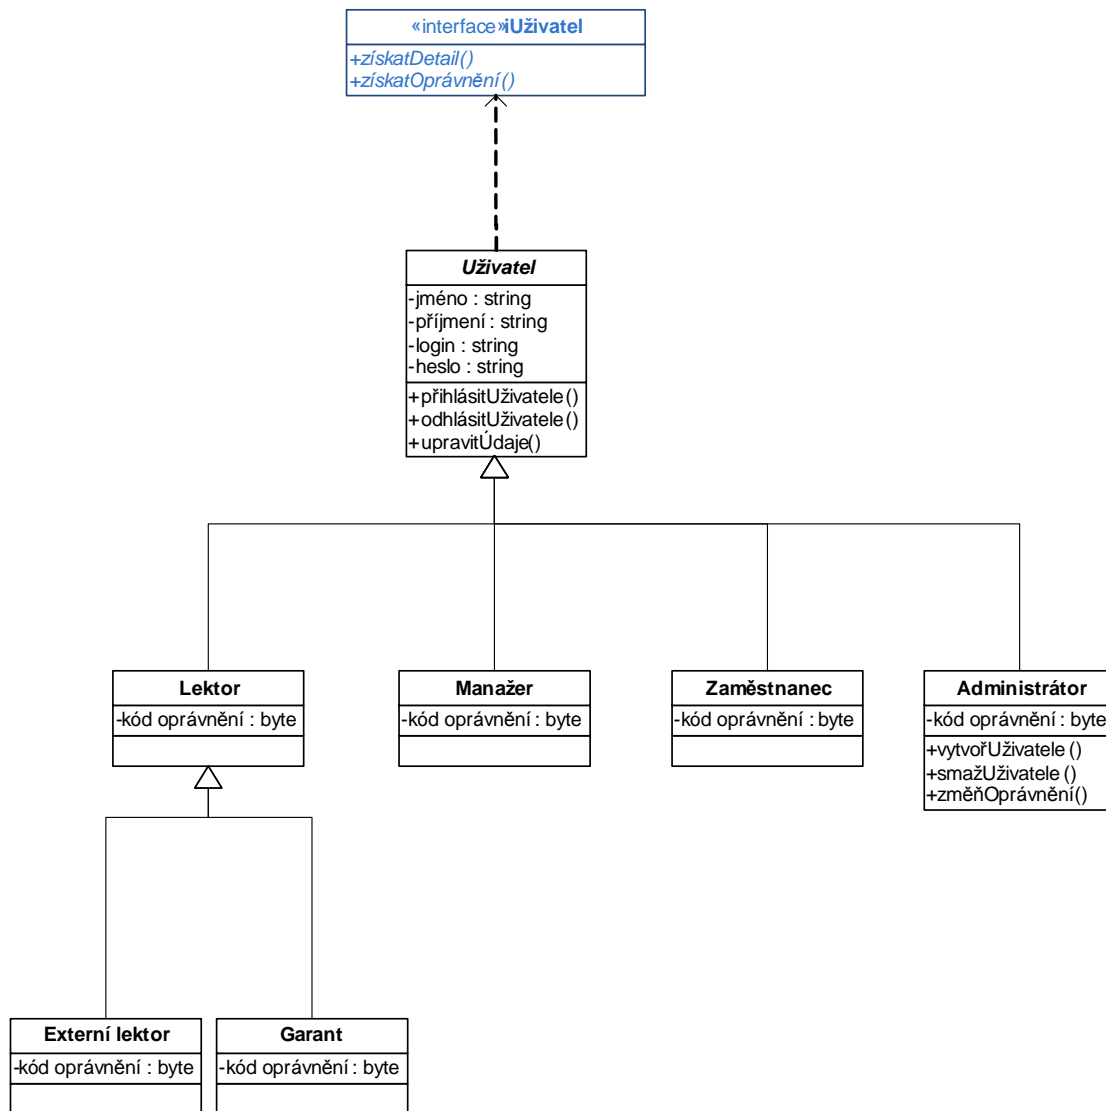 «interface»iUživatel
+získatDetail()
+získatOprávnění()
Uživatel
-jméno : string
-příjmení : string
-login : string
-heslo : string
+přihlásitUživatele()
+odhlásitUživatele()
+upravitÚdaje()
Lektor
-kód oprávnění : byte
Manažer
-kód oprávnění : byte
Zaměstnanec
-kód oprávnění : byte
Administrátor
-kód oprávnění : byte
+vytvořUživatele()
+smažUživatele()
+změňOprávnění()
Externí lektor
-kód oprávnění : byte
Garant
-kód oprávnění : byte